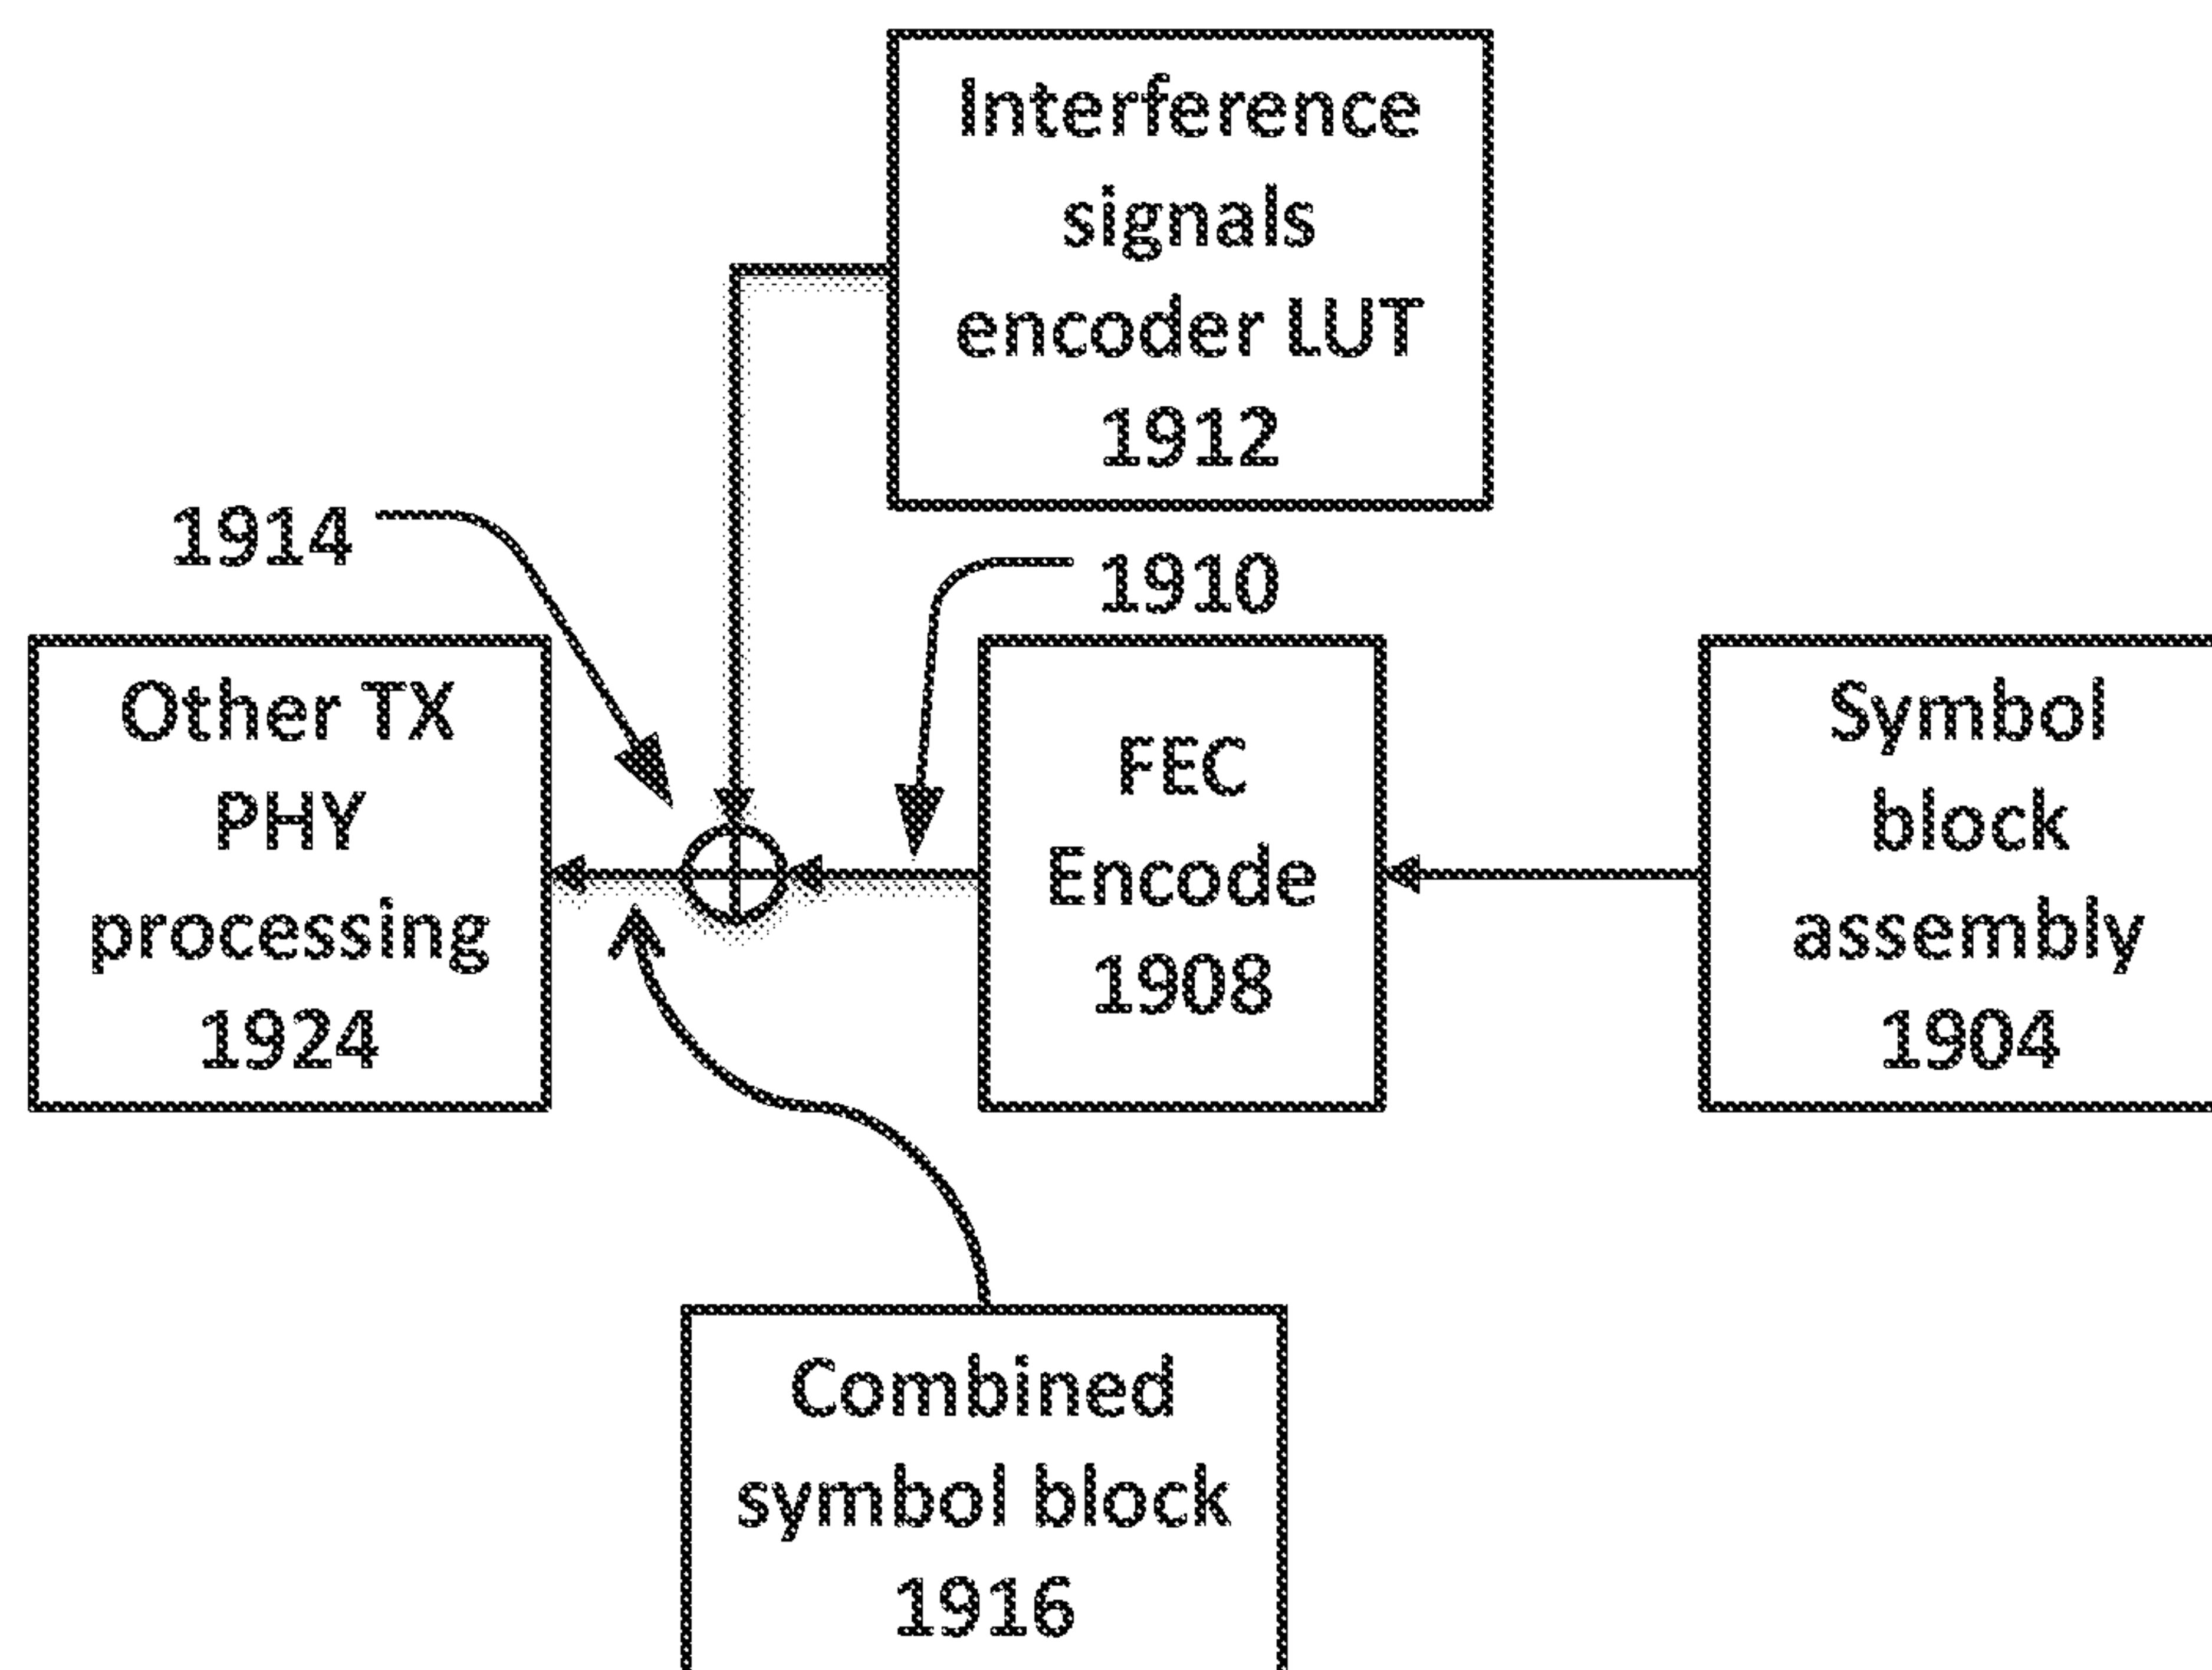 Interference
signals
encoder LUT
1912
1914
1910
Other TX
PHY
processing
1924
FEC
Encode
1908
Symbol
block
assembly
1904
Combined
symbol block
1916